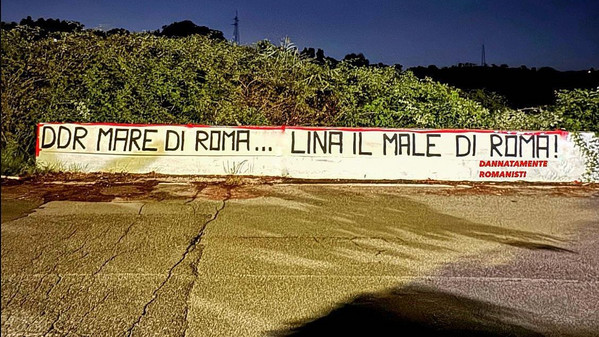 DDR MARE DI ROMA... LINA IL MALE DI ROMA!
DANNATAMENTE
ROMANISTI